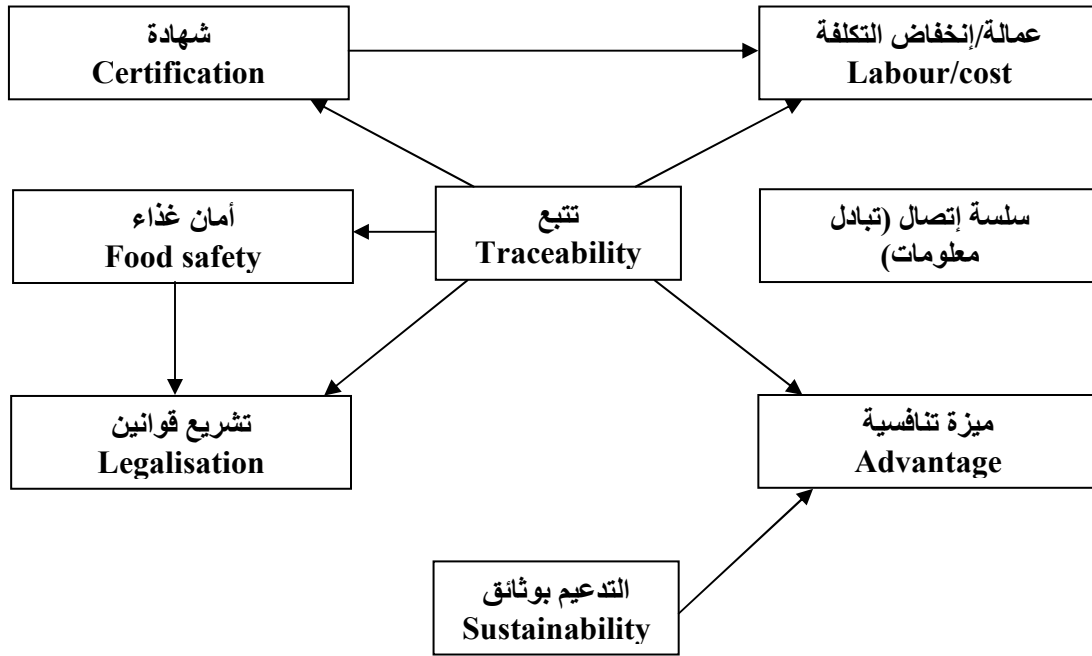 شهادة
Certification
عمالة/إنخفاض التكلفة
Labour/cost
أمان غذاء
Food safety
تتبع
Traceability
سلسة إتصال (تبادل
معلومات)
تشريع قوانين
Legalisation
ميزة تنافسية
Advantage
التدعيم بوثائق
Sustainability